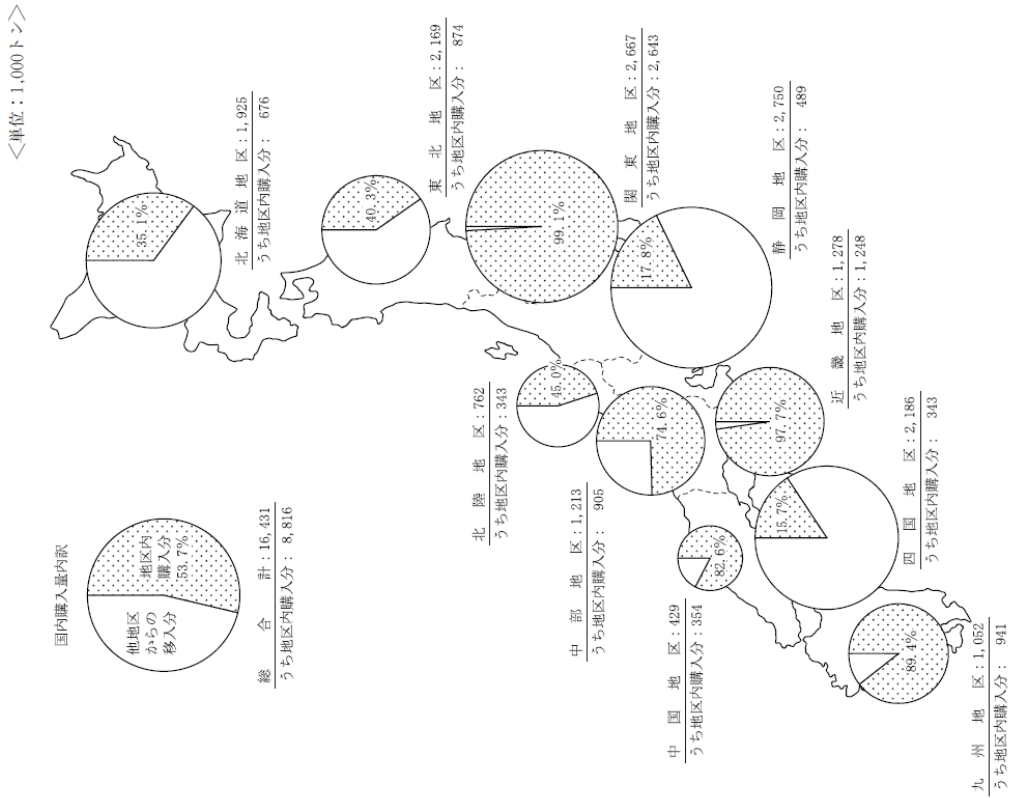 <単位：1,000トン>
国内購入量内訳
他地区
からの
移入分
地区内
購入分
53.7%
総合計：16,431
うち地区内購入分：8,816
35.1%
北海道地区：1,925
うち地区内購入分：676
40.3%
東北地区：2,169
うち地区内購入分：874
99.1%
関東地区：2,667
うち地区内購入分：2,643
17.8%
静岡地区：2,750
うち地区内購入分：489
45.0%
北陸地区：762
うち地区内購入分：343
74.6%
中部地区：1,213
うち地区内購入分：905
97.7%
近畿地区：1,278
うち地区内購入分：1,248
82.6%
中国地区：429
うち地区内購入分：354
15.7%
四国地区：2,186
うち地区内購入分：343
89.4%
九州地区：1,052
うち地区内購入分：941